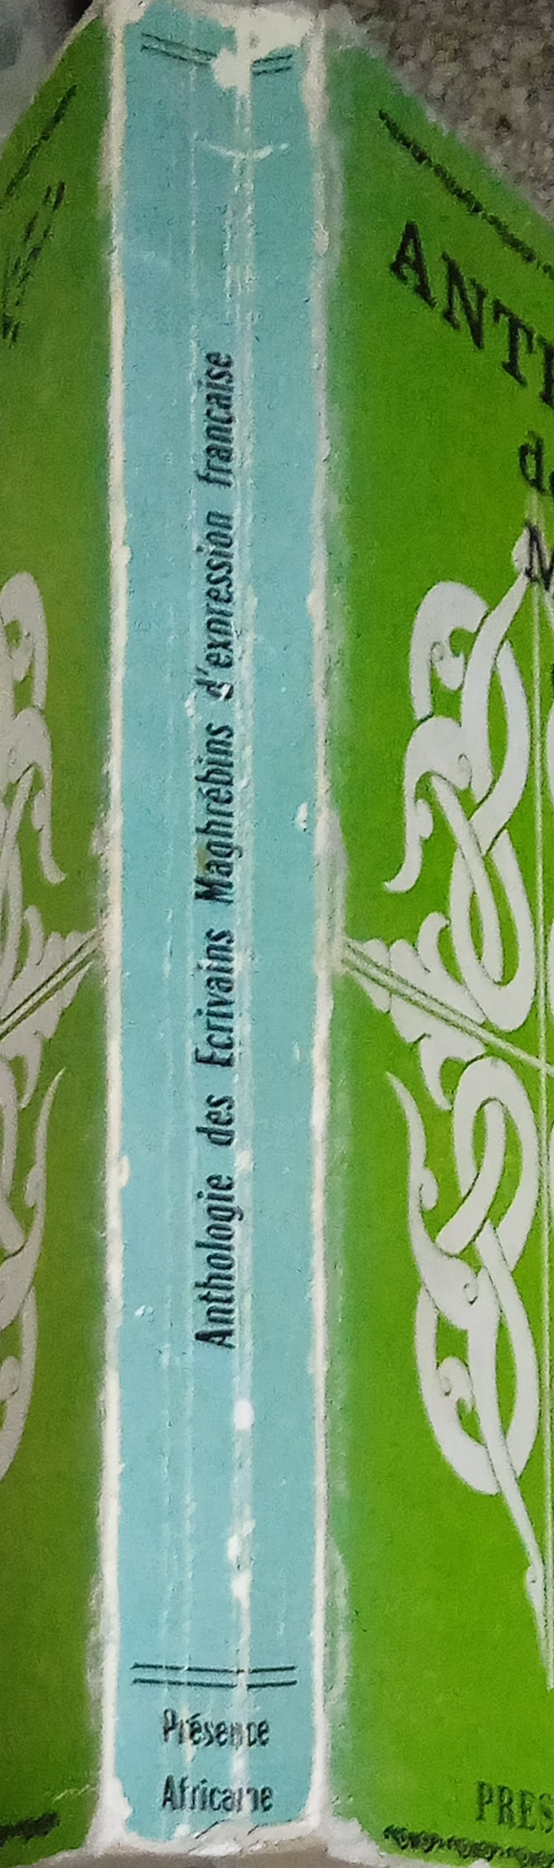 Anthologie des Ecrivains Maghrébins d'expression française
Présence
Africaine
ANT
d
M
PRES